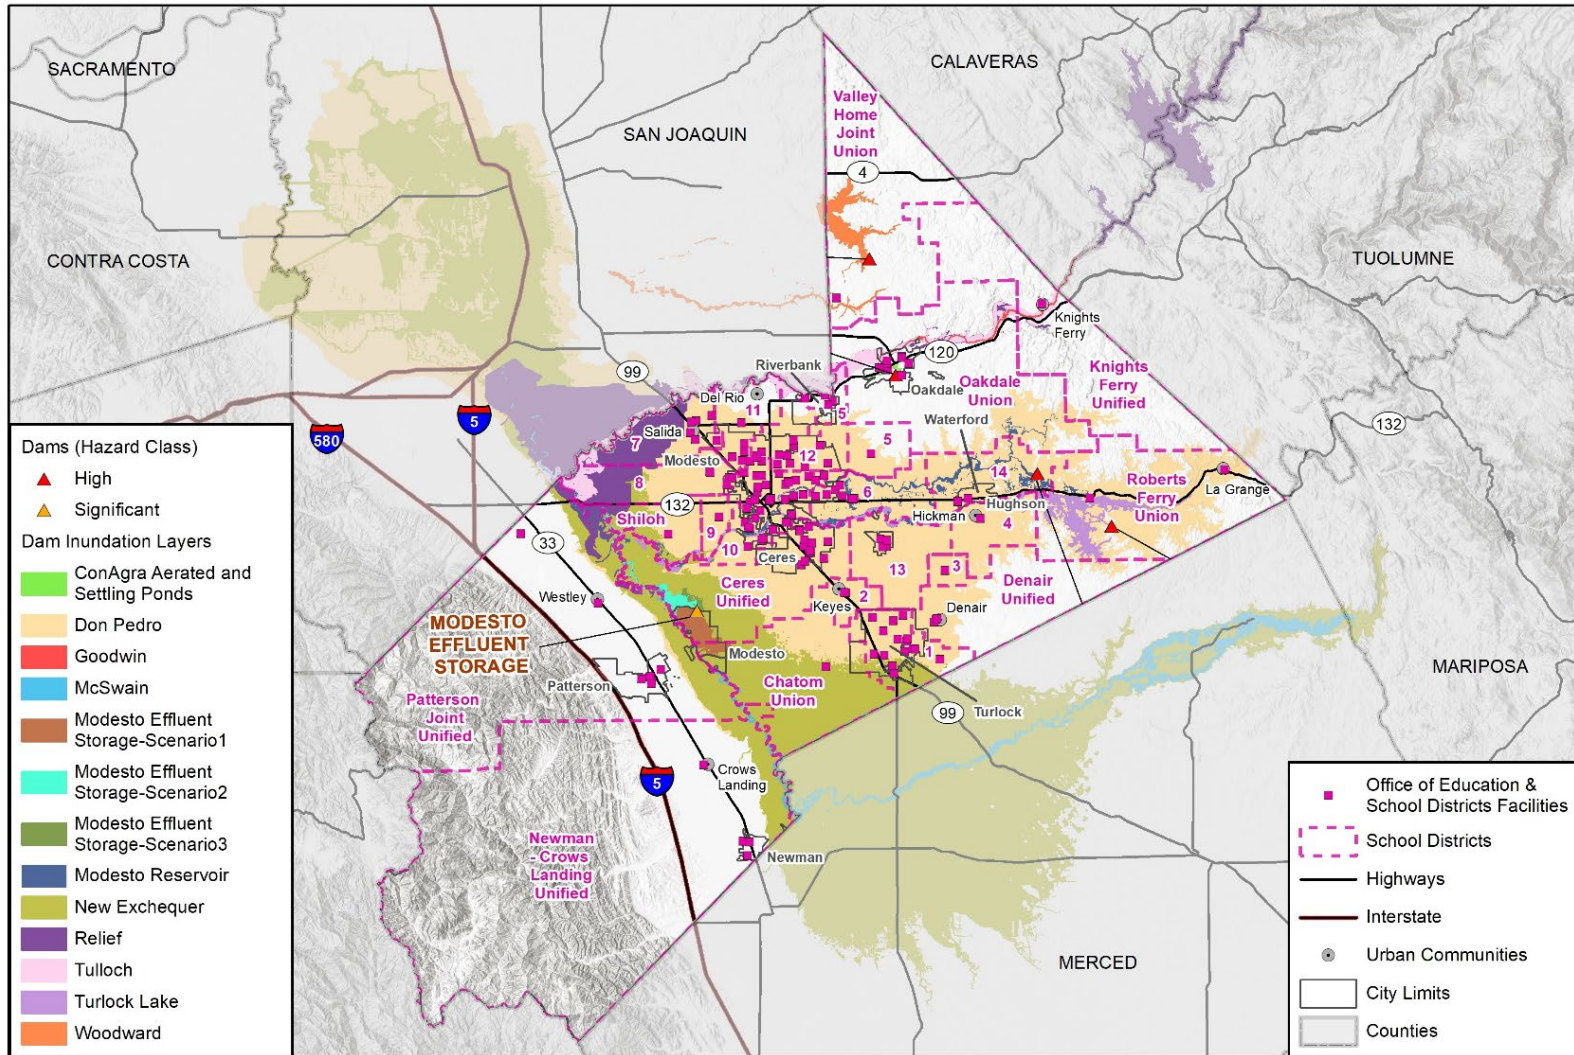 SACRAMENTO
CALAVERAS
SAN JOAQUIN
CONTRA COSTA
TUOLUMNE
MARIPOSA
MERCED
Valley
Home
Joint
Union
4
Knights
Ferry
120
Riverbank
Oakdale
Oakdale
Union
Knights
Ferry
Unified
99
Del Rio
11
5
Waterford
5
580
5
7
Salida
Modesto
12
5
14
132
8
Roberts
Ferry
Union
La Grange
132
6
Hughson
Shiloh
9
Hickman
4
33
10
Ceres
13
3
Denair
Unified
Ceres
Unified
2
Keyes
Denair
Westley
MODESTO
EFFLUENT
STORAGE
Modesto
1
Patterson
Chatom
Union
Patterson
Joint
Unified
Turlock
99
Crows
Landing
5
Newman
Newman
- Crows
Landing
Unified
Dams (Hazard Class)
High
Significant
Dam Inundation Layers
ConAgra Aerated and
Settling Ponds
Don Pedro
Goodwin
McSwain
Modesto Effluent
Storage-Scenario1
Modesto Effluent
Storage-Scenario2
Modesto Effluent
Storage-Scenario3
Modesto Reservoir
New Exchequer
Relief
Tulloch
Turlock Lake
Woodward
Office of Education &
School Districts Facilities
School Districts
Highways
Interstate
Urban Communities
City Limits
Counties